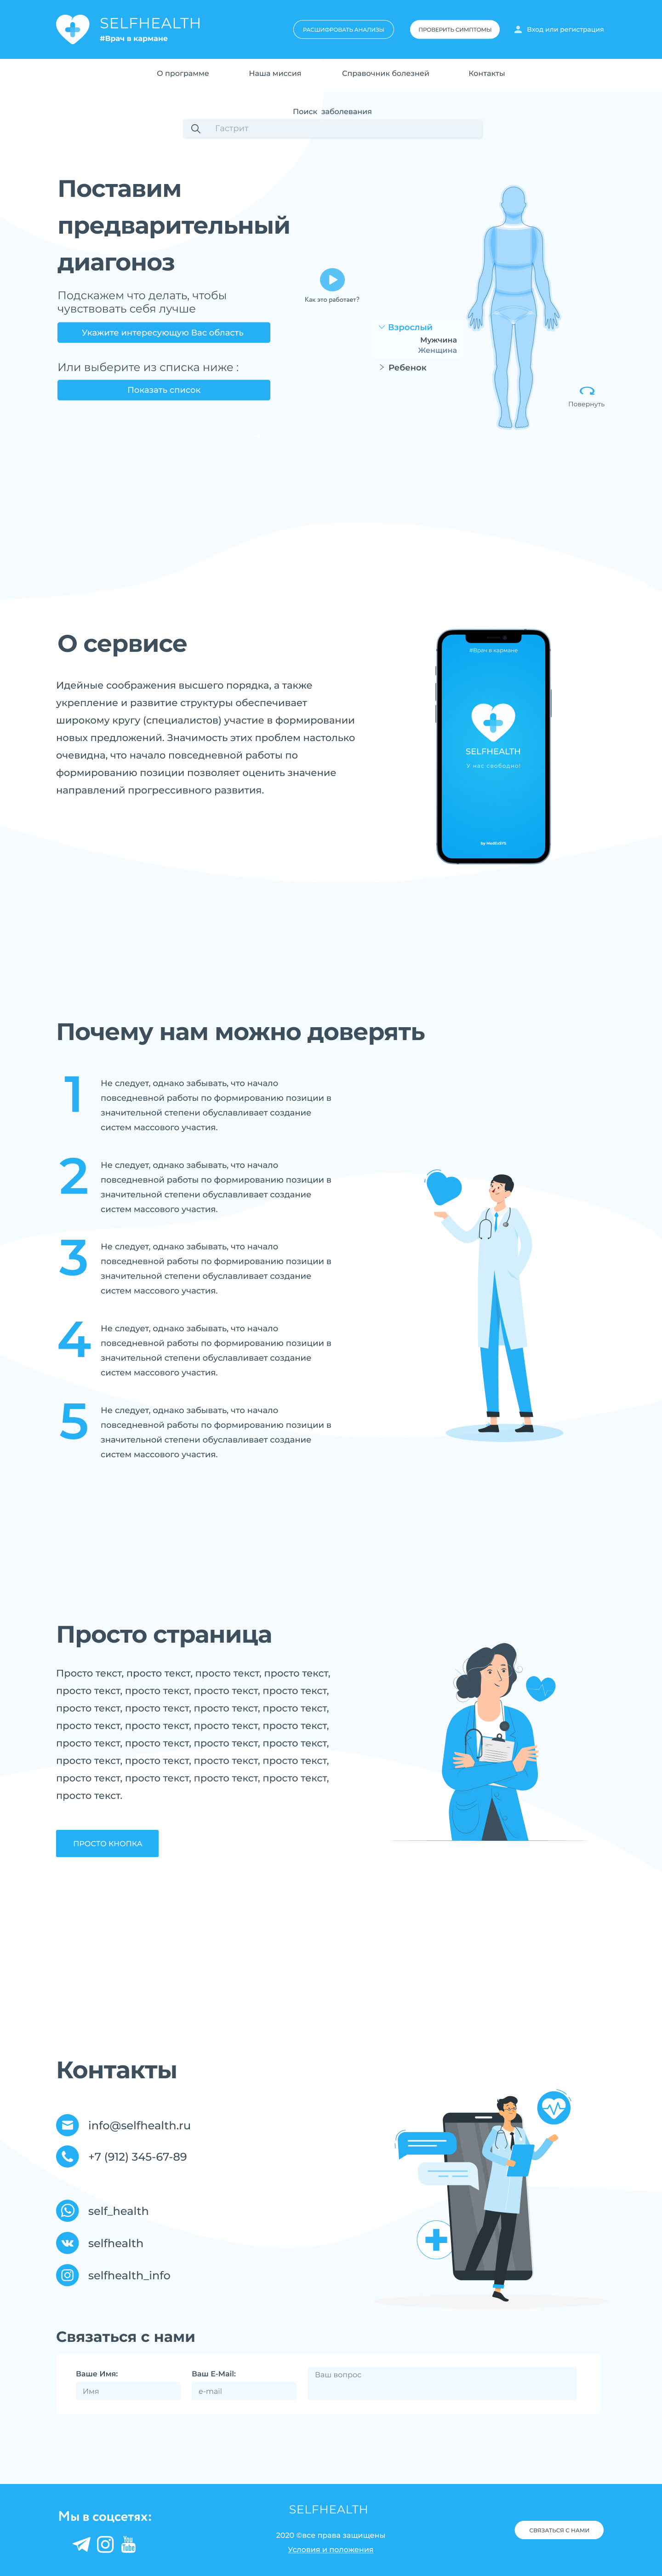 SELFHEALTH
#Врач в кармане
РАСШИФРОВАТЬ АНАЛИЗЫ
ПРОВЕРИТЬ СИМПТОМЫ
Вход или регистрация
О программе
Наша миссия
Справочник болезней
Контакты
Поиск заболевания
Гастрит
Поставим
предварительный
диагоноз
Подскажем что делать, чтобы
чувствовать себя лучше
Укажите интересующую Вас область
Или выберите из списка ниже :
Показать список
Как это работает?
Взрослый
Мужчина
Женщина
Ребенок
Повернуть
О сервисе
Идейные соображения высшего порядка, а также
укрепление и развитие структуры обеспечивает
широкому кругу (специалистов) участие в формировании
новых предложений. Значимость этих проблем настолько
очевидна, что начало повседневной работы по
формированию позиции позволяет оценить значение
направлений прогрессивного развития.
#Врач в кармане
SELFHEALTH
У нас свободно!
by MedExSYS
Почему нам можно доверять
1
Не следует, однако забывать, что начало
повседневной работы по формированию позиции в
значительной степени обуславливает создание
систем массового участия.
2
Не следует, однако забывать, что начало
повседневной работы по формированию позиции в
значительной степени обуславливает создание
систем массового участия.
3
Не следует, однако забывать, что начало
повседневной работы по формированию позиции в
значительной степени обуславливает создание
систем массового участия.
4
Не следует, однако забывать, что начало
повседневной работы по формированию позиции в
значительной степени обуславливает создание
систем массового участия.
5
Не следует, однако забывать, что начало
повседневной работы по формированию позиции в
значительной степени обуславливает создание
систем массового участия.
Просто страница
Просто текст, просто текст, просто текст, просто текст,
просто текст, просто текст, просто текст, просто текст,
просто текст, просто текст, просто текст, просто текст,
просто текст, просто текст, просто текст, просто текст,
просто текст, просто текст, просто текст, просто текст,
просто текст, просто текст, просто текст, просто текст,
просто текст, просто текст, просто текст, просто текст,
просто текст.
ПРОСТО КНОПКА
Контакты
info@selfhealth.ru
+7 (912) 345-67-89
self_health
selfhealth
selfhealth_info
Связаться с нами
Ваше Имя:
Имя
Ваш E-Mail:
e-mail
Ваш вопрос
Мы в соцсетях:
You
Tube
SELFHEALTH
2020 ©все права защищены
Условия и положения
СВЯЗАТЬСЯ С НАМИ